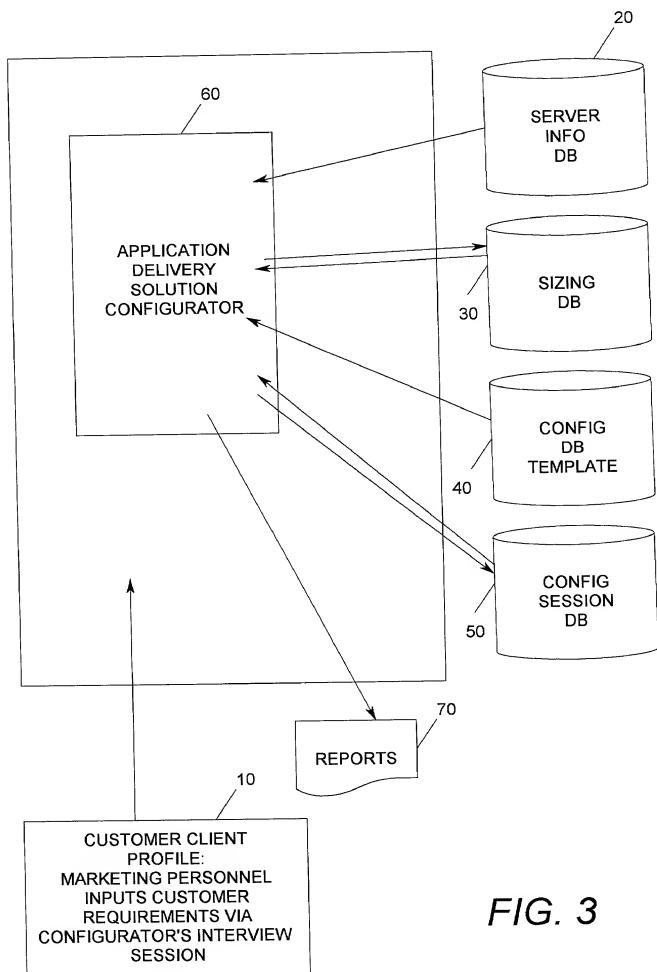 20
SERVER
INFO
DB
60
APPLICATION
DELIVERY
SOLUTION
CONFIGURATOR
30
SIZING
DB
40
CONFIG
DB
TEMPLATE
50
CONFIG
SESSION
DB
70
REPORTS
10
CUSTOMER CLIENT
PROFILE:
MARKETING PERSONNEL
INPUTS CUSTOMER
REQUIREMENTS VIA
CONFIGURATOR'S INTERVIEW
SESSION
FIG. 3